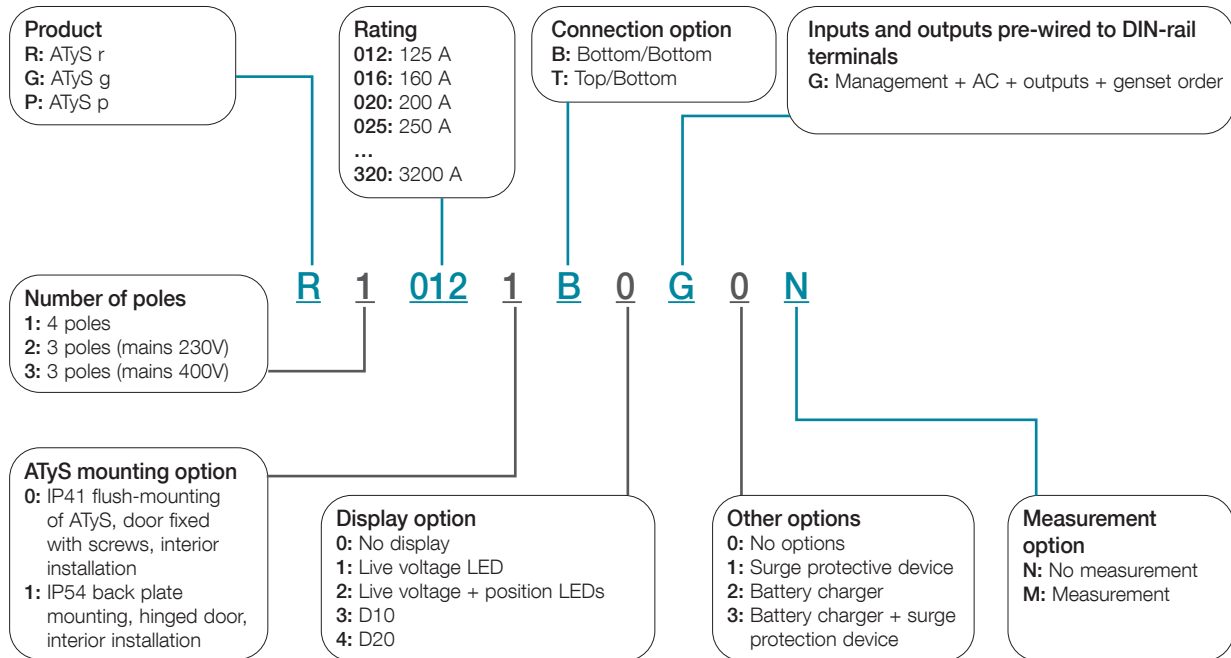 Product
R: ATyS r
G: ATyS g
P: ATyS p
Rating
012: 125 A
016: 160 A
020: 200 A
025: 250 A
...
320: 3200 A
Connection option
B: Bottom/Bottom
T: Top/Bottom
Inputs and outputs pre-wired to DIN-rail
terminals
G: Management + AC + outputs + genset order
R 1 012 1 B 0 G 0 N
Number of poles
1: 4 poles
2: 3 poles (mains 230V)
3: 3 poles (mains 400V)
ATyS mounting option
0: IP41 flush-mounting
of ATyS, door fixed
with screws, interior
installation
1: IP54 back plate
mounting, hinged door,
interior installation
Display option
0: No display
1: Live voltage LED
2: Live voltage + position LEDs
3: D10
4: D20
Other options
0: No options
1: Surge protective device
2: Battery charger
3: Battery charger + surge
protection device
Measurement
option
N: No measurement
M: Measurement